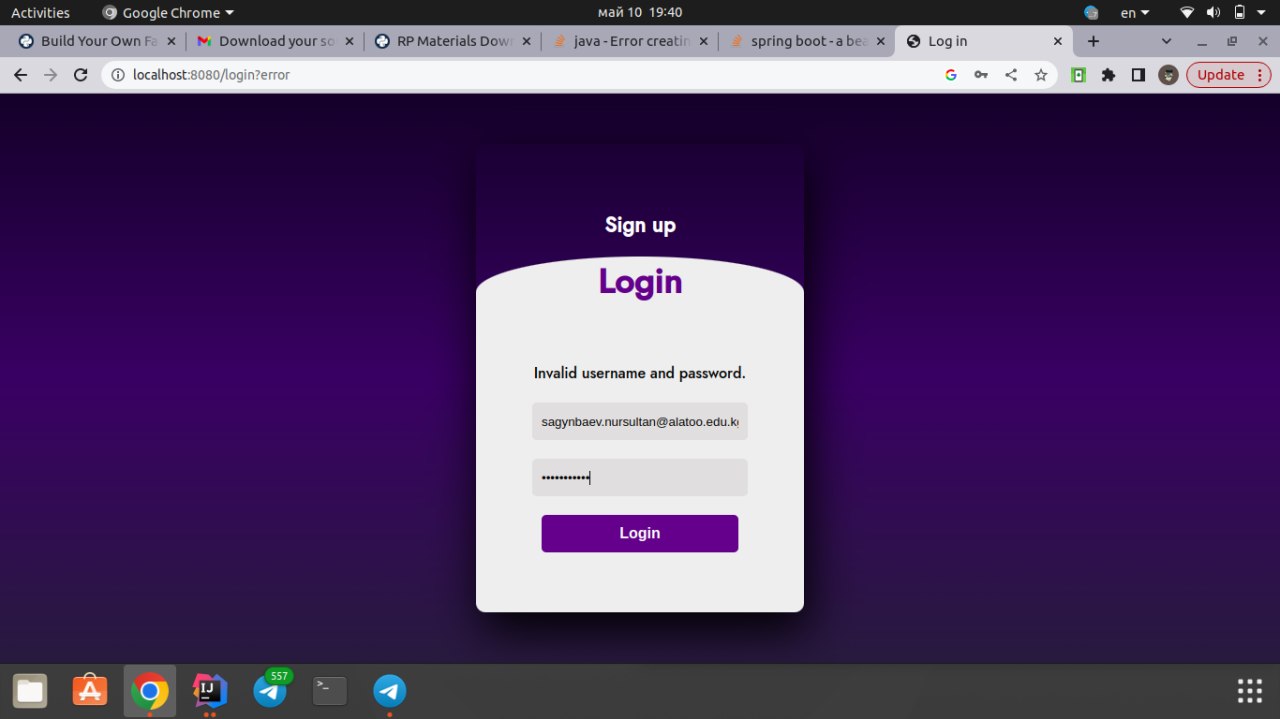 Activities Google Chrome май 10 19:40 en
Build Your Own Fa Download your so RP Materials Dow java - Error creatin spring boot - a bea Log in
localhost:8080/login?error Update
Sign up
Login
Invalid username and password.
sagynbaev.nursultan@alatoo.edu.k
•••••••••••
Login
IJ 557 >_